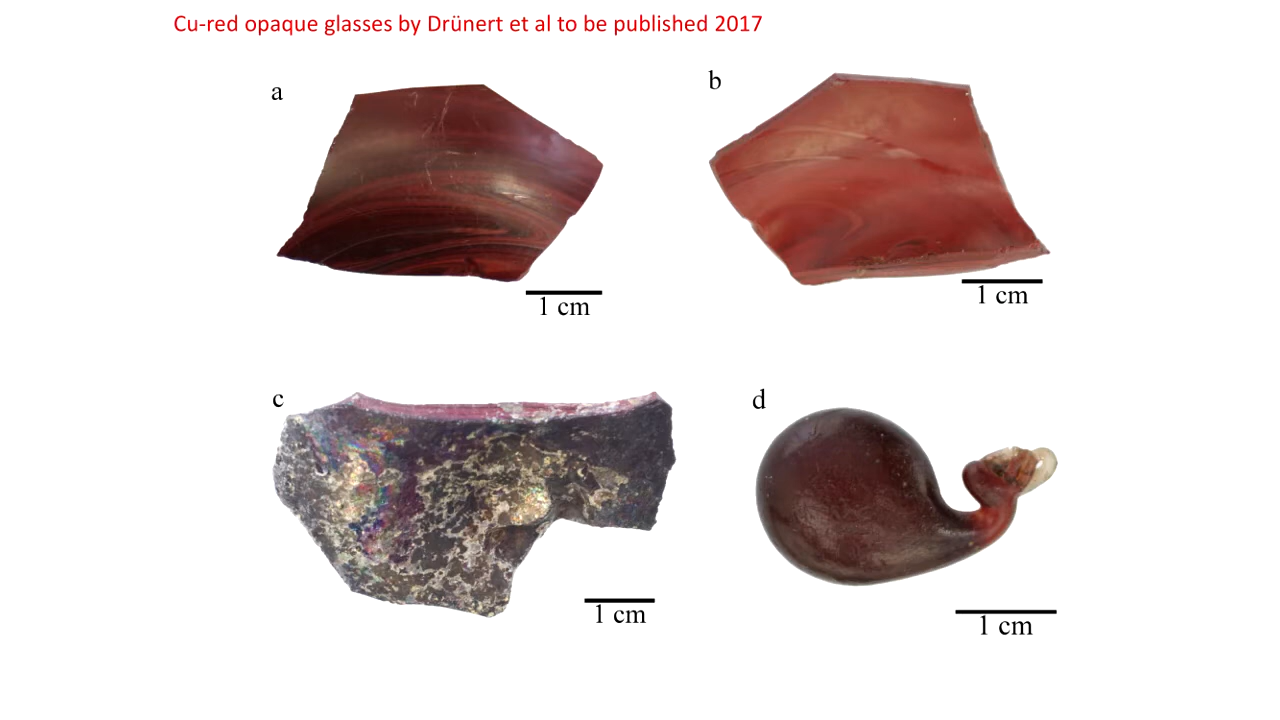 Cu-red opaque glasses by Drünert et al to be published 2017
a
b
1 cm
1 cm
c
d
1 cm
1 cm